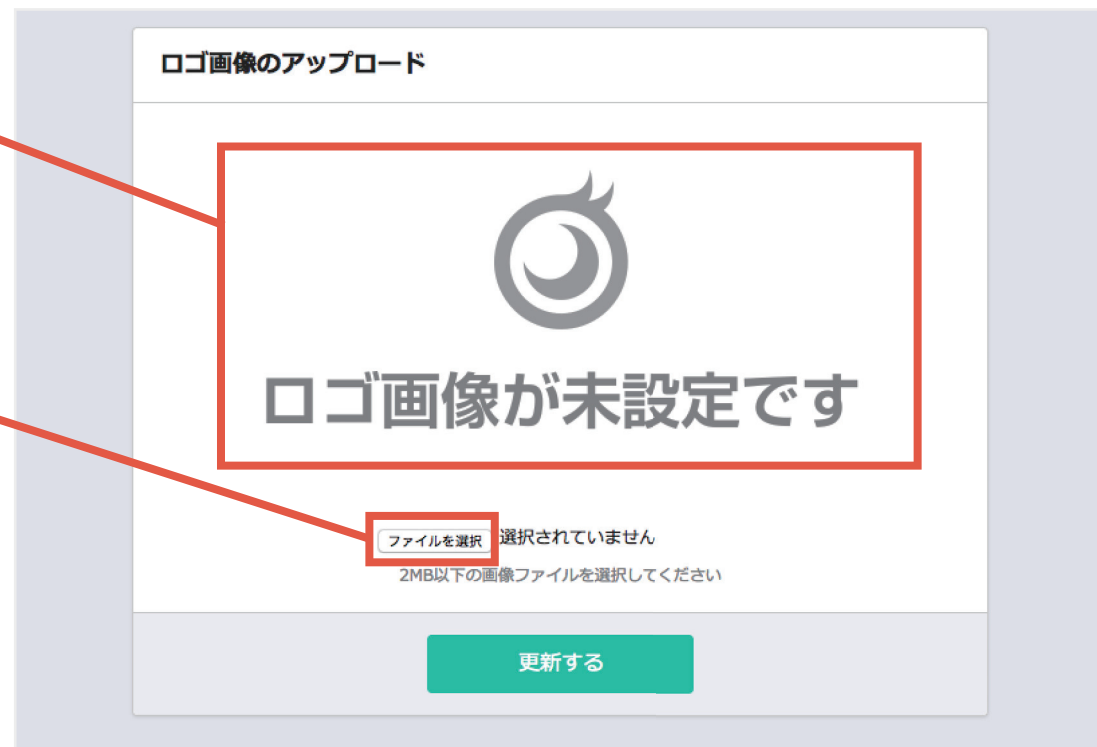 ロゴ画像のアップロード
ロゴ画像が未設定です
ファイルを選択 選択されていません
2MB以下の画像ファイルを選択してください
更新する